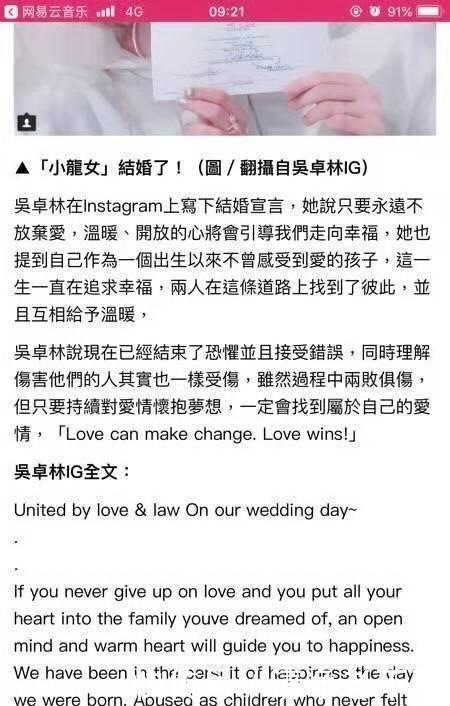 网易云音乐 4G 09:21 91%
▲「小龍女」結婚了！（圖／翻攝自吳卓林IG）
吳卓林在Instagram上寫下結婚宣言，她說只要永遠不
放棄愛，溫暖、開放的心將會引導我們走向幸福，她也
提到自己作為一個出生以來不曾感受到愛的孩子，這一
生一直在追求幸福，兩人在這條道路上找到了彼此，並
且互相給予溫暖，
吳卓林說現在已經結束了恐懼並且接受錯誤，同時理解
傷害他們的人其實也一樣受傷，雖然過程中兩敗俱傷，
但只要持續對愛情懷抱夢想，一定會找到屬於自己的愛
情，「Love can make change. Love wins!」
吳卓林IG全文：
United by love & law On our wedding day~
.
.
If you never give up on love and you put all your
heart into the family youve dreamed of, an open
mind and warm heart will guide you to happiness.
We have been in the persuit of happiness the day
we were born. Abused as children who never felt